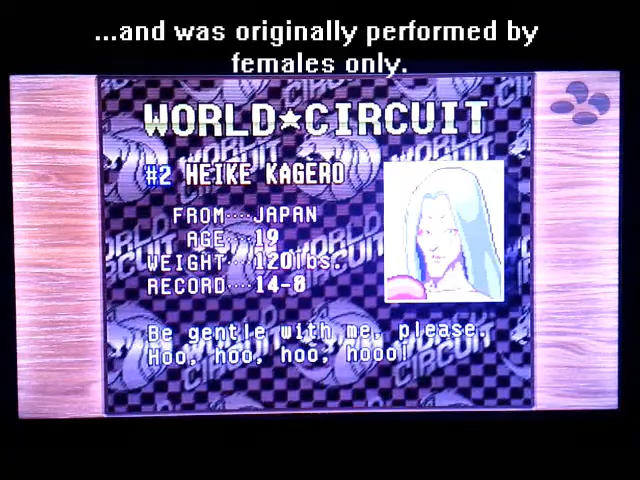 ...and was originally performed by
females only.
WORLD★CIRCUIT
#2 HEIKE KAGERO
FROM····JAPAN
AGE···19
WEIGHT····120lbs.
RECORD····14-0
Be gentle with me, please.
Hoo, hoo, hoo, hooo!